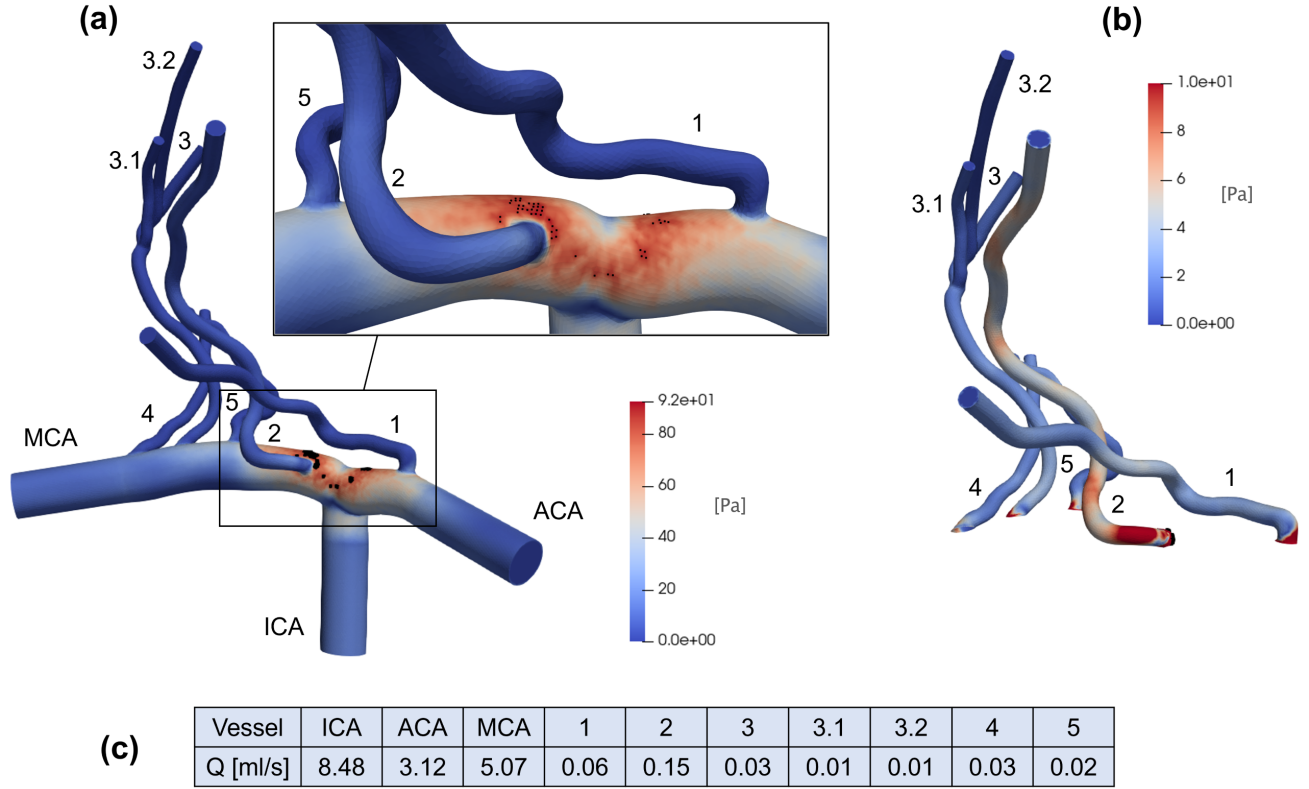 (a)
3.2
3.1
3
4
5
2
1
MCA
ACA
ICA
5
2
1
9.2e+01
80
60
40
20
0.0e+00
[Pa]
(b)
3.2
3.1
3
4
5
2
1
1.0e+01
8
6
4
2
0.0e+00
[Pa]
(c)
Vessel ICA ACA MCA 1 2 3 3.1 3.2 4 5
Q [ml/s] 8.48 3.12 5.07 0.06 0.15 0.03 0.01 0.01 0.03 0.02